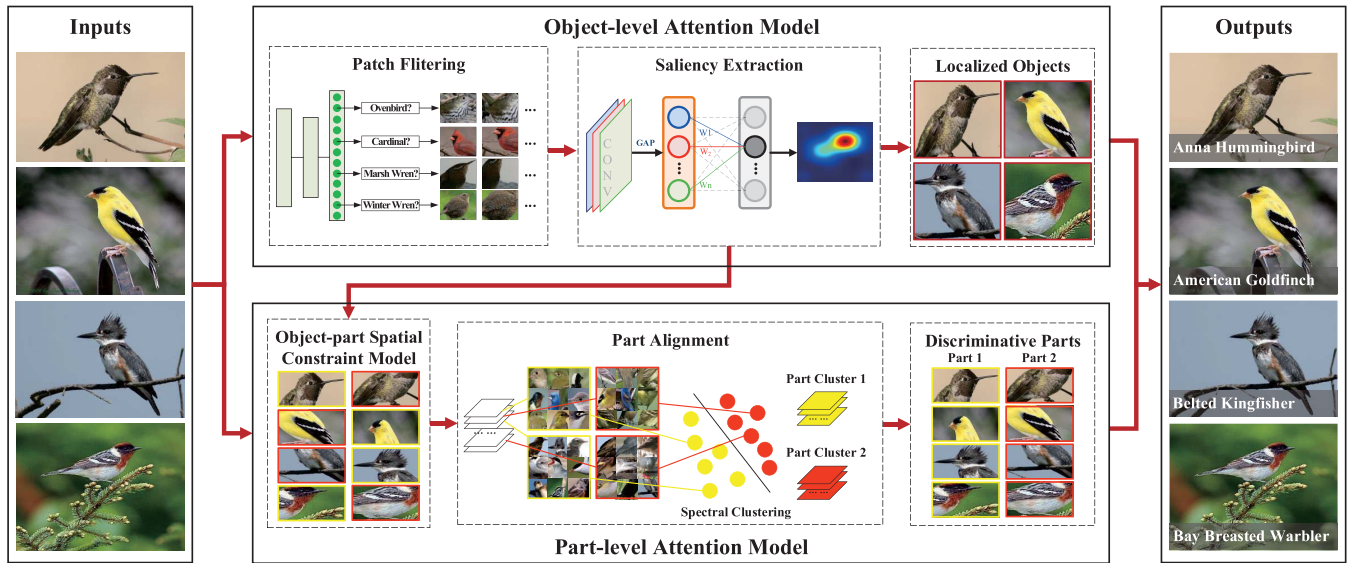 Inputs
Object-level Attention Model
Patch Flitering
Ovenbird?
Cardinal?
Marsh Wren?
Winter Wren?
...
...
...
...
Saliency Extraction
CONV
GAP
W1
W2
Wn
Localized Objects
Object-part Spatial
Constraint Model
Part Alignment
... ...
Spectral Clustering
Part Cluster 1
... ...
Part Cluster 2
... ...
Discriminative Parts
Part 1 Part 2
Part-level Attention Model
Outputs
Anna Hummingbird
American Goldfinch
Belted Kingfisher
Bay Breasted Warbler